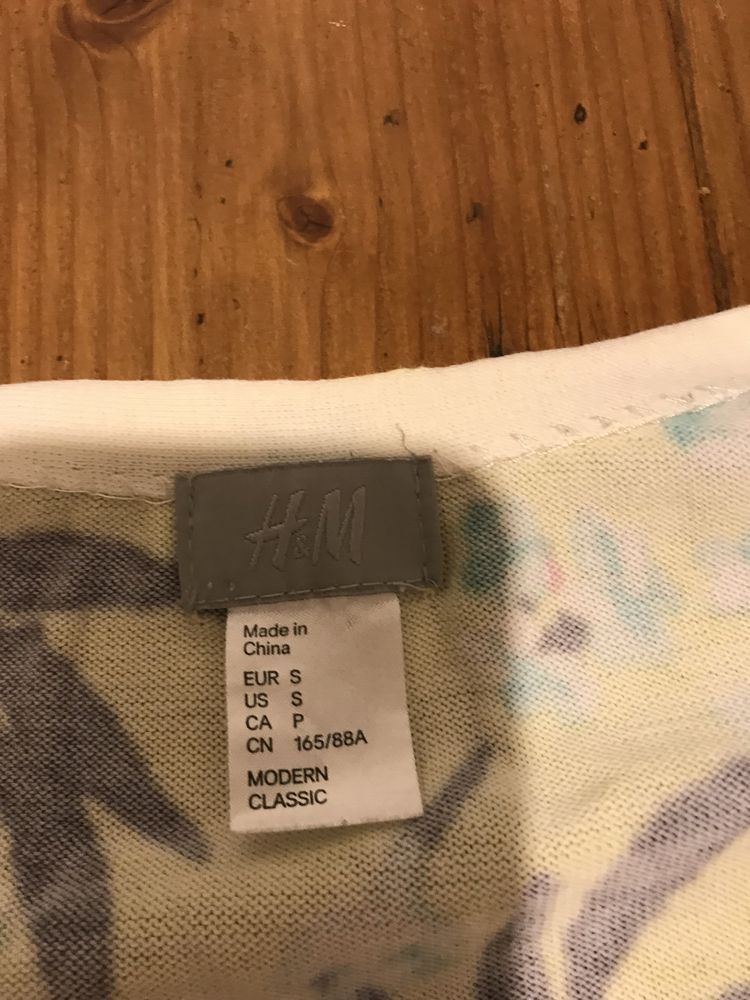 H&M
Made in
China
EUR S
US S
CA P
CN 165/88A
MODERN
CLASSIC